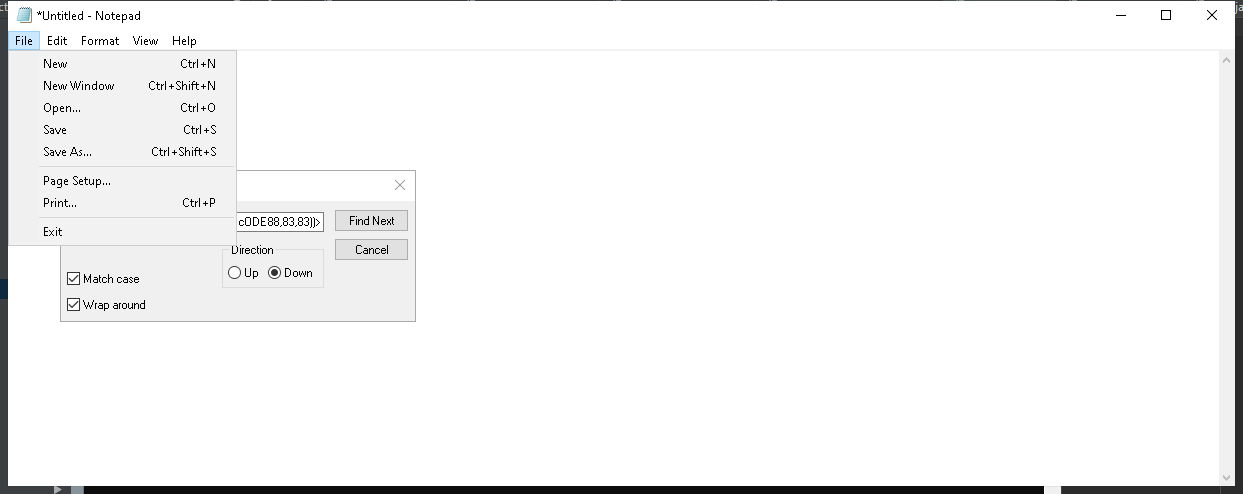 *Untitled - Notepad
File Edit Format View Help
New Ctrl+N
New Window Ctrl+Shift+N
Open... Ctrl+O
Save Ctrl+S
Save As... Ctrl+Shift+S
Page Setup...
Print... Ctrl+P
Exit
cODE88,83,83))> Find Next
Cancel
Direction
Up Down
Match case
Wrap around